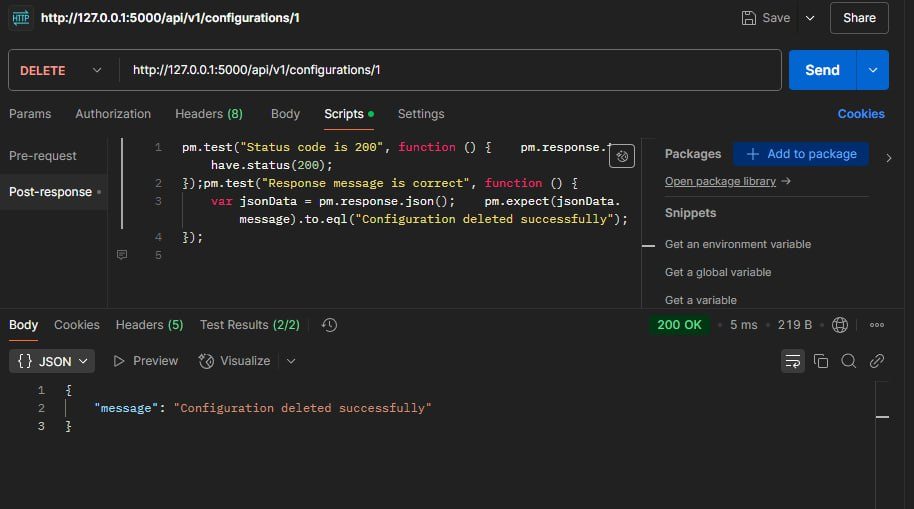 HTTP http://127.0.0.1:5000/api/v1/configurations/1 Save Share
DELETE http://127.0.0.1:5000/api/v1/configurations/1 Send
Params Authorization Headers (8) Body Scripts Settings Cookies
Pre-request
Post-response
1 pm.test("Status code is 200", function () { pm.response.
have.status(200);
2 });pm.test("Response message is correct", function () {
3 var jsonData = pm.response.json(); pm.expect(jsonData.
message).to.eql("Configuration deleted successfully");
4 });
5
Packages + Add to package
Open package library →
Snippets
Get an environment variable
Get a global variable
Get a variable
Body Cookies Headers (5) Test Results (2/2) 200 OK • 5 ms • 219 B
{} JSON Preview Visualize
1 {
2 "message": "Configuration deleted successfully"
3 }